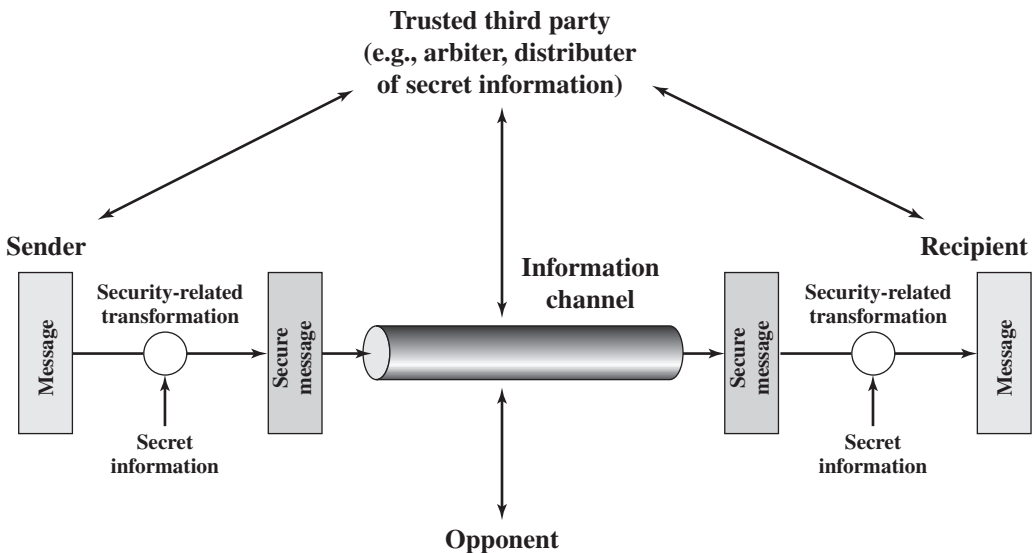 Trusted third party
(e.g., arbiter, distributer
of secret information)
Sender
Recipient
Information
channel
Security-related
transformation
Security-related
transformation
Message
Secure
message
Secure
message
Message
Secret
information
Secret
information
Opponent